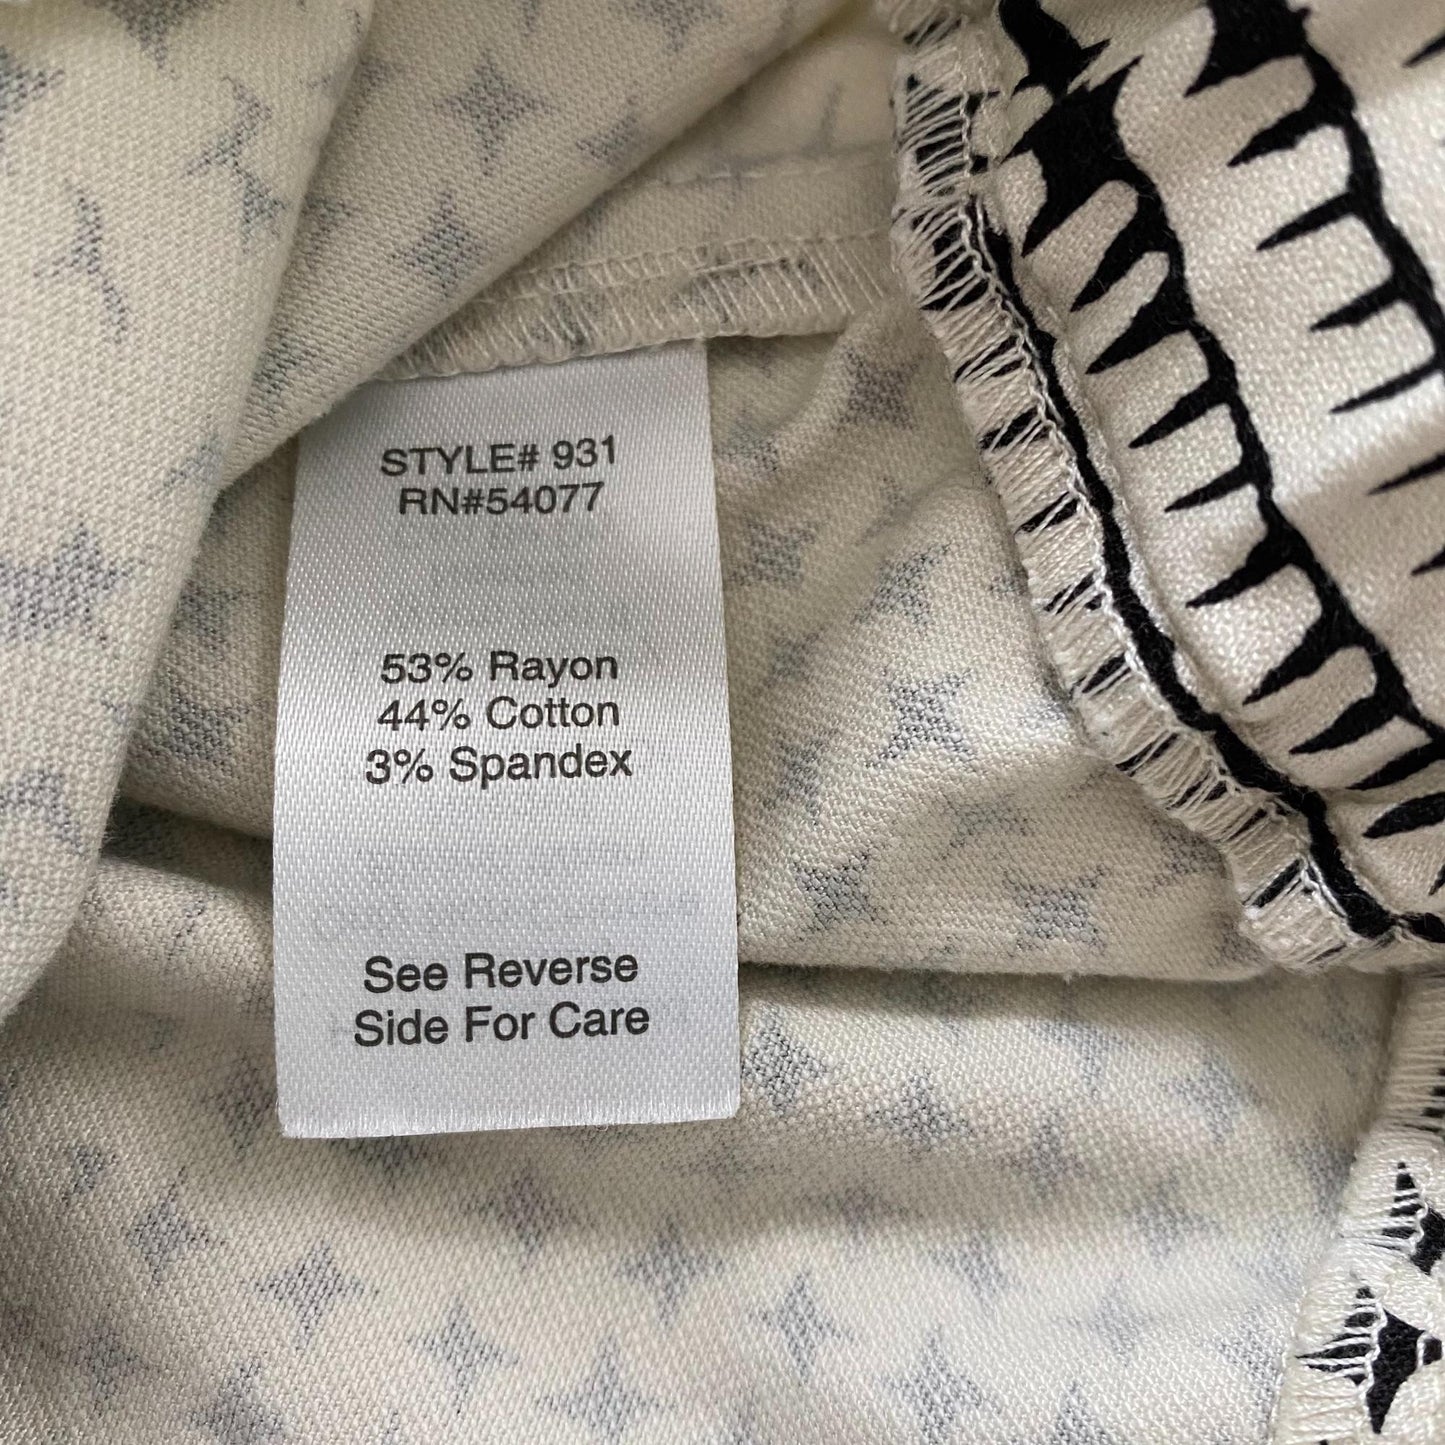 STYLE# 931
RN#54077
53% Rayon
44% Cotton
3% Spandex
See Reverse
Side For Care